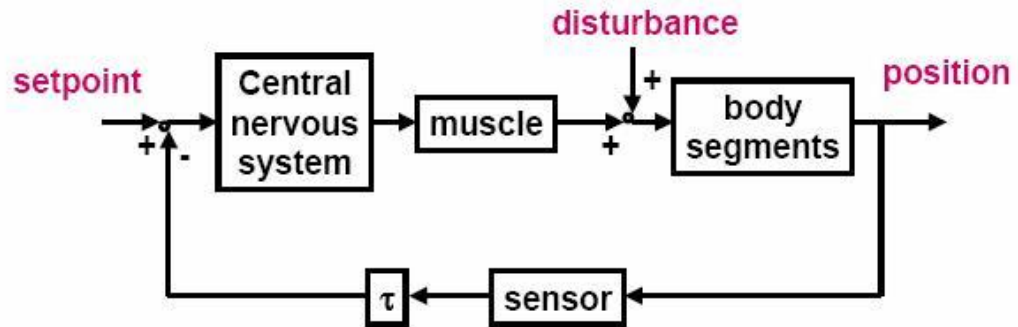 disturbance
setpoint
Central
nervous
system
muscle
body
segments
position
+
-
+
+
τ
sensor